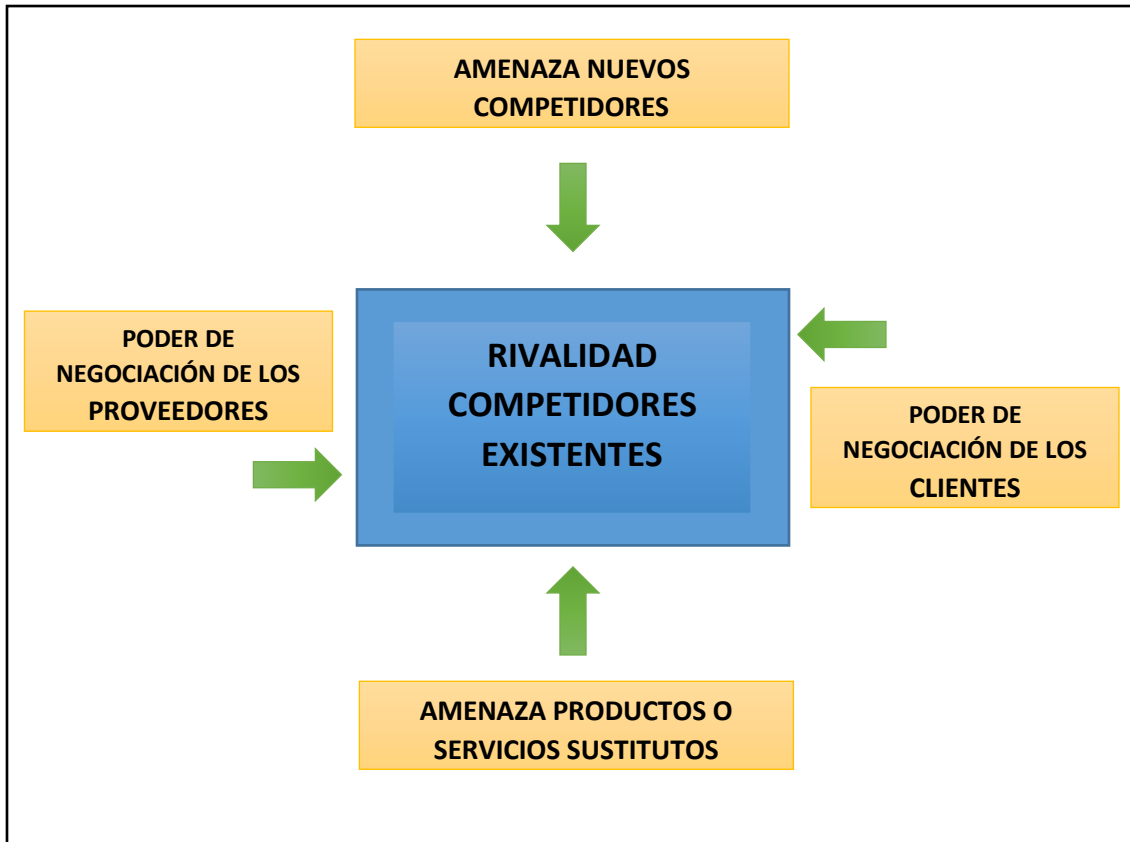 AMENAZA NUEVOS
COMPETIDORES
PODER DE
NEGOCIACIÓN DE LOS
PROVEEDORES
RIVALIDAD
COMPETIDORES
EXISTENTES
PODER DE
NEGOCIACIÓN DE LOS
CLIENTES
AMENAZA PRODUCTOS O
SERVICIOS SUSTITUTOS